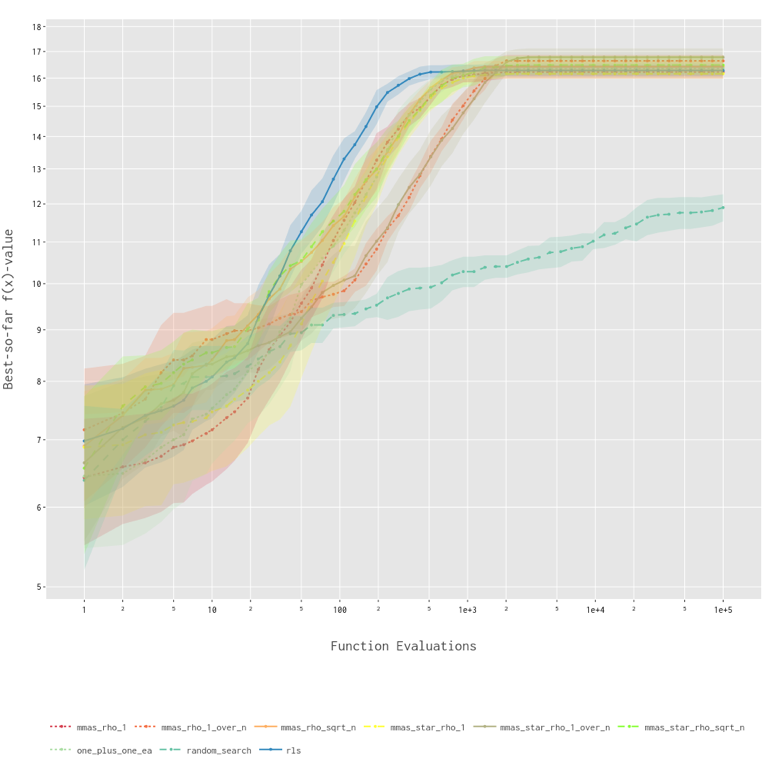 18
17
16
15
14
13
12
11
10
9
8
7
6
5
Best-so-far f(x)-value
1 2 5 10 2 5 100 2 5 1e+3 2 5 1e+4 2 5 1e+5
Function Evaluations
mmas_rho_1 mmas_rho_1_over_n mmas_rho_sqrt_n mmas_star_rho_1 mmas_star_rho_1_over_n mmas_star_rho_sqrt_n
one_plus_one_ea random_search rls